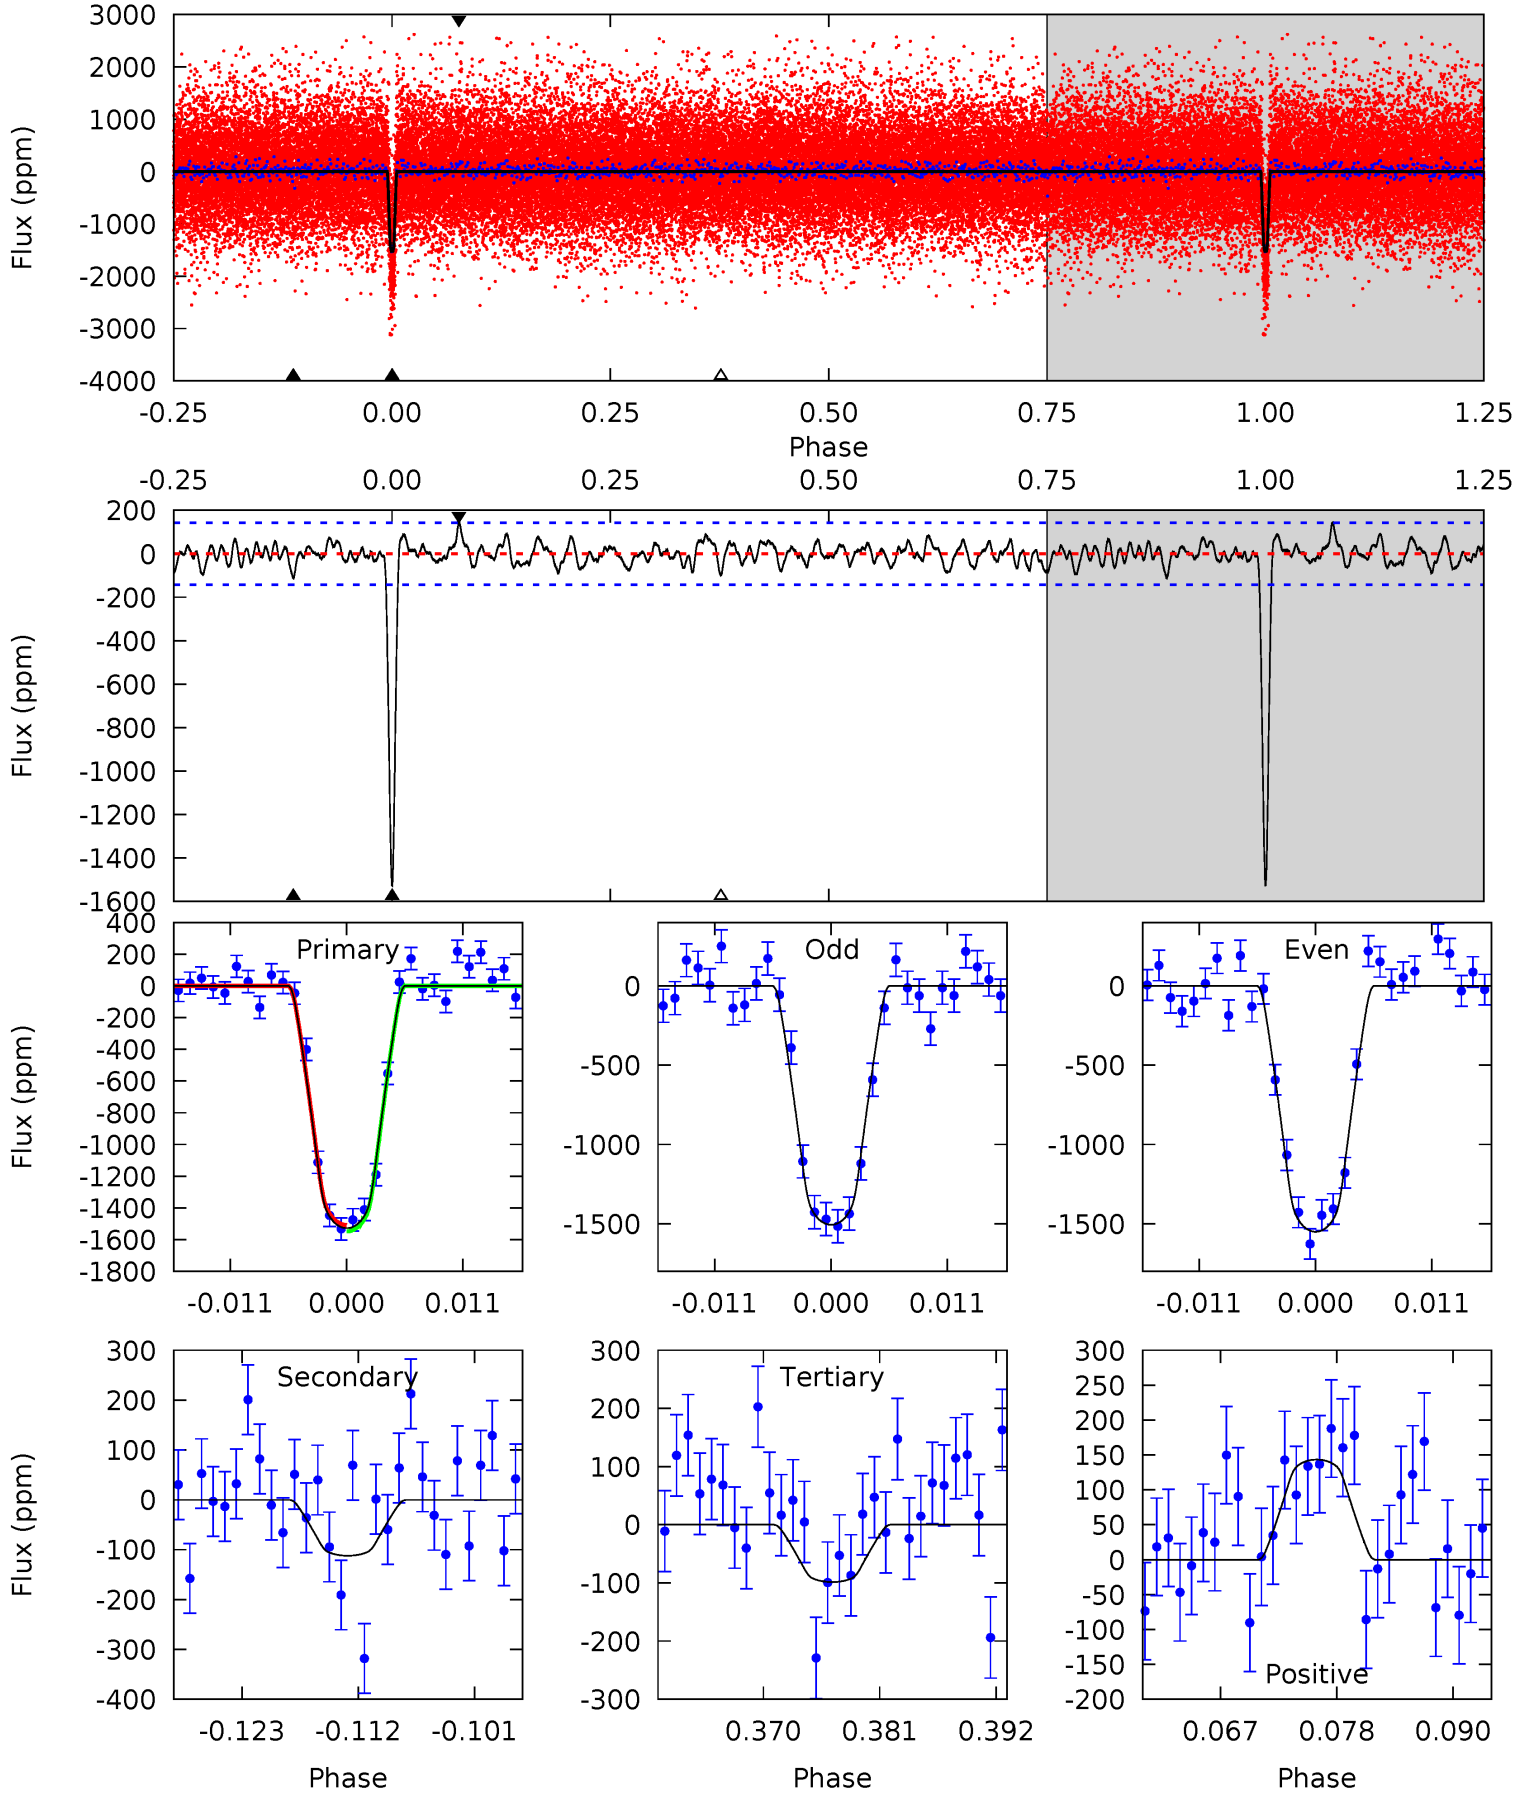 3000
2000
1000
0
-1000
-2000
-3000
-4000
Flux (ppm)
-0.25 0.00 0.25 0.50 0.75 1.00 1.25
Phase
-0.25 0.00 0.25 0.50 0.75 1.00 1.25
200
0
-200
-400
-600
-800
-1000
-1200
-1400
-1600
Flux (ppm)
Primary
400
200
0
-200
-400
-600
-800
-1000
-1200
-1400
-1600
-1800
Flux (ppm)
-0.011 0.000 0.011
Odd
0
-500
-1000
-1500
-0.011 0.000 0.011
Even
0
-500
-1000
-1500
-0.011 0.000 0.011
Secondary
300
200
100
0
-100
-200
-300
-400
Flux (ppm)
-0.123 -0.112 -0.101
Phase
Tertiary
300
200
100
0
-100
-200
-300
0.370 0.381 0.392
Phase
300
250
200
150
100
50
0
-50
-100
-150
-200
Positive
0.067 0.078 0.090
Phase